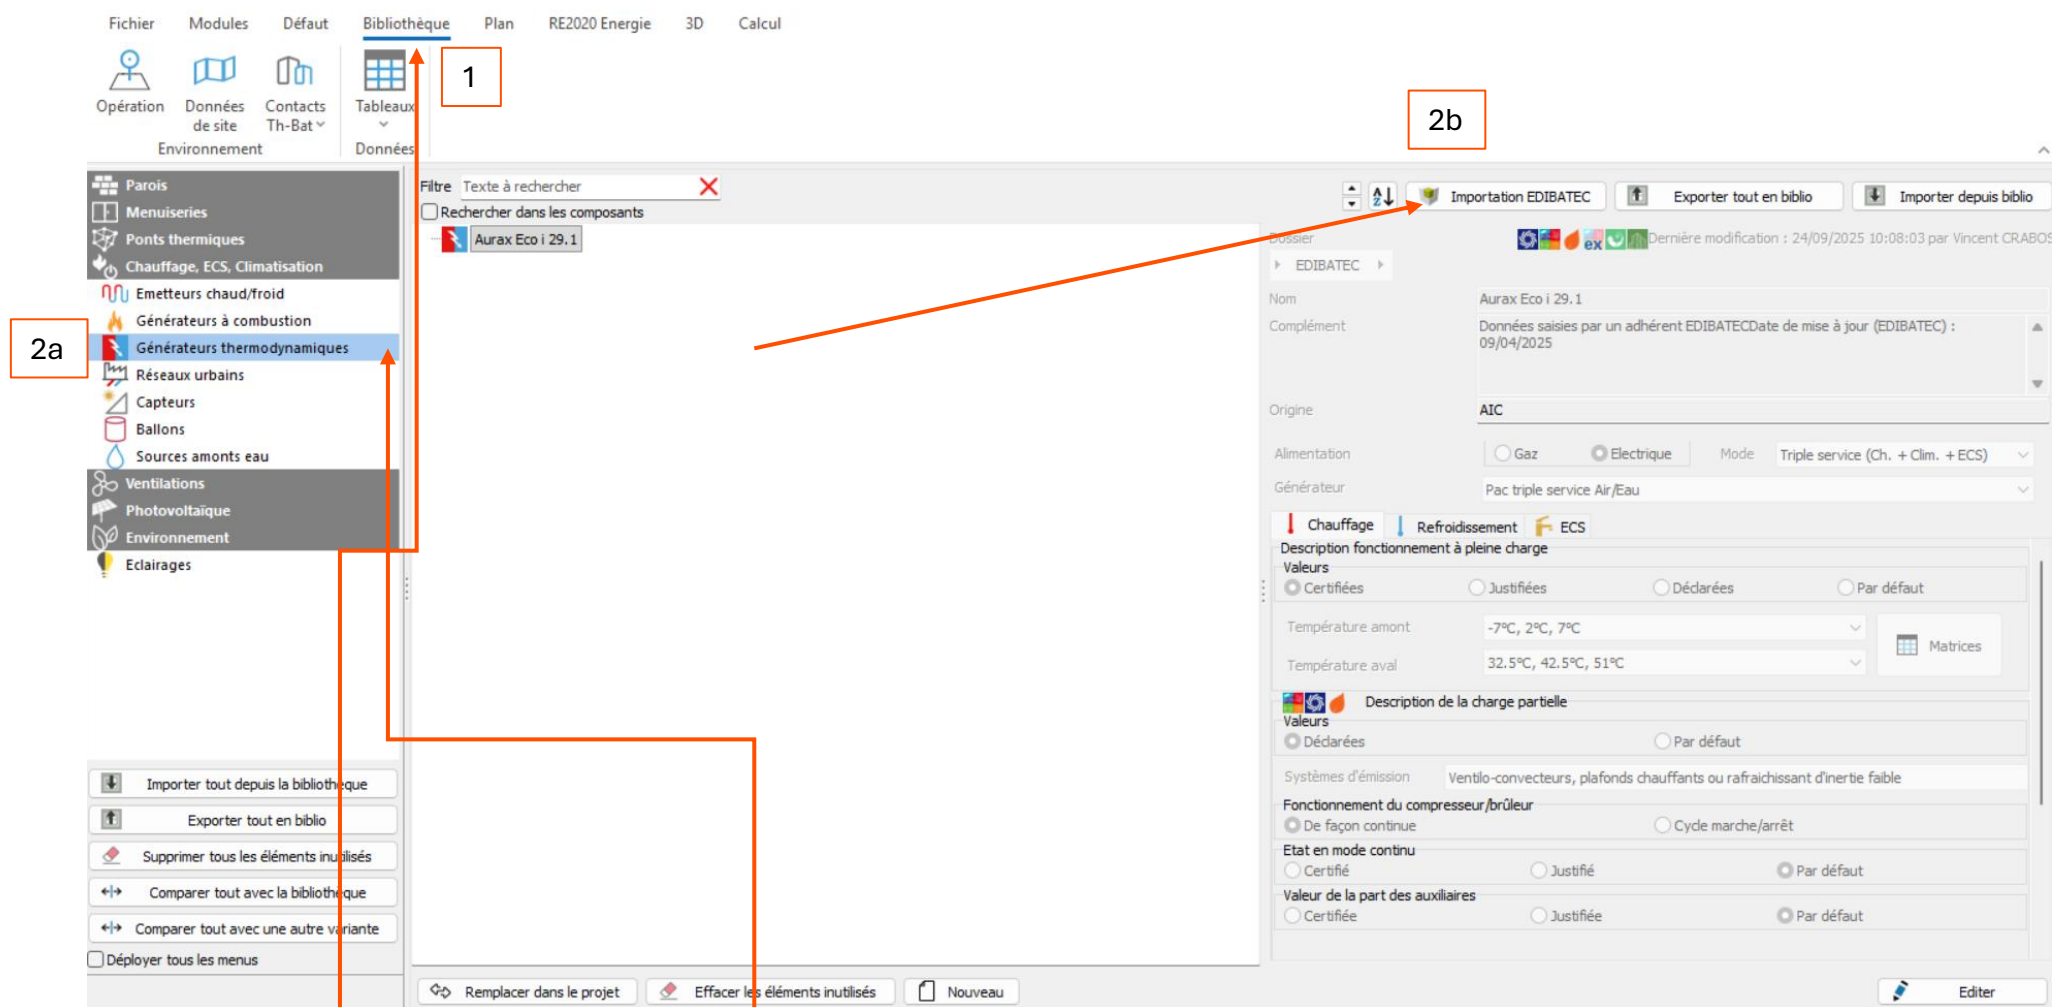 Fichier Modules Défaut Bibliothèque Plan RE2020 Energie 3D Calcul
1
Opération
Données de site
Contacts Th-Bat
Tableaux
Environnement
Données
2b
Parois
Menuiseries
Ponts thermiques
Chauffage, ECS, Climatisation
Emetteurs chaud/froid
Générateurs à combustion
2a
Générateurs thermodynamiques
Réseaux urbains
Capteurs
Ballons
Sources amonts eau
Ventilations
Photovoltaïque
Environnement
Eclairages
Importer tout depuis la bibliothèque
Exporter tout en biblio
Supprimer tous les éléments inutilisés
Comparer tout avec la bibliothèque
Comparer tout avec une autre variante
Déployer tous les menus
Filtre Texte à rechercher
Rechercher dans les composants
Aurax Eco i 29.1
Importation EDIBATEC Exporter tout en biblio Importer depuis biblio
Dossier ex Dernière modification : 24/09/2025 10:08:03 par Vincent CRABOS
EDIBATEC
Nom Aurax Eco i 29.1
Complément Données saisies par un adhérent EDIBATECDate de mise à jour (EDIBATEC) :
09/04/2025
Origine AIC
Alimentation Gaz Electrique Mode Triple service (Ch. + Clim. + ECS)
Générateur Pac triple service Air/Eau
Chauffage Refroidissement ECS
Description fonctionnement à pleine charge
Valeurs
Certifiées Justifiées Déclarées Par défaut
Température amont -7°C, 2°C, 7°C
Matrices
Température aval 32.5°C, 42.5°C, 51°C
Description de la charge partielle
Valeurs
Déclarées Par défaut
Systèmes d'émission Ventilo-convecteurs, plafonds chauffants ou rafraichissant d'inertie faible
Fonctionnement du compresseur/brûleur
De façon continue Cycle marche/arrêt
Etat en mode continu
Certifié Justifié Par défaut
Valeur de la part des auxiliaires
Certifiée Justifiée Par défaut
Remplacer dans le projet Effacer les éléments inutilisés Nouveau Editer